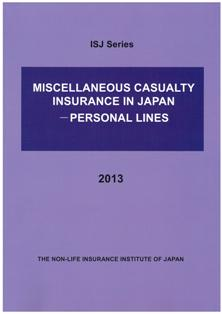 ISJ Series
MISCELLANEOUS CASUALTY
INSURANCE IN JAPAN
—PERSONAL LINES
2013
THE NON-LIFE INSURANCE INSTITUTE OF JAPAN